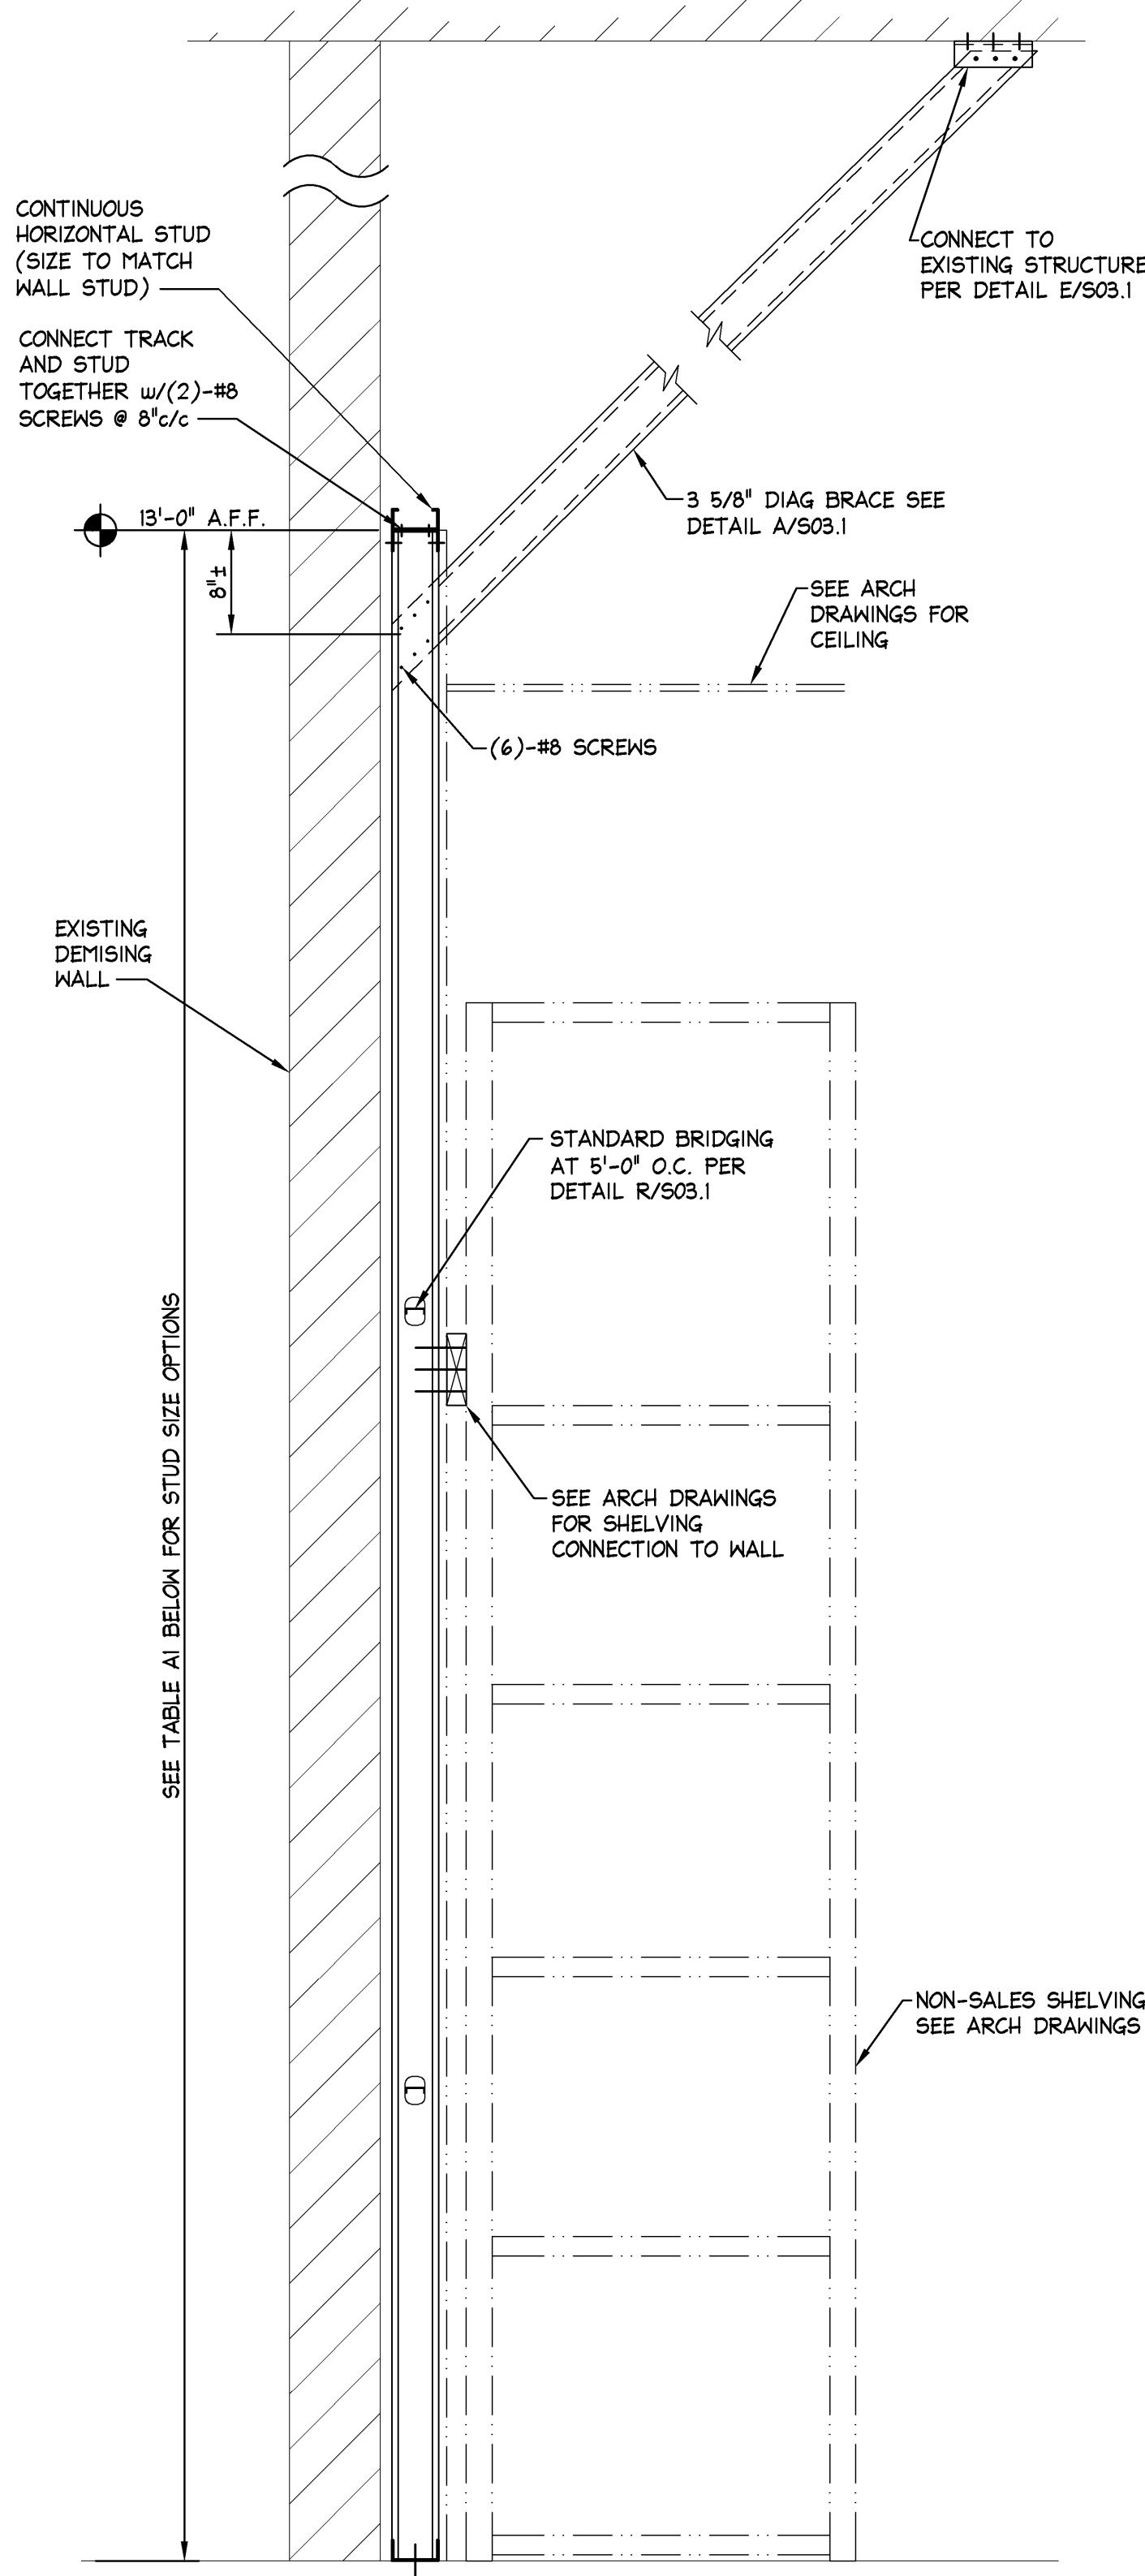 CONTINUOUS
HORIZONTAL STUD
(SIZE TO MATCH
WALL STUD)
CONNECT TO
EXISTING STRUCTURE
PER DETAIL E/S03.1
CONNECT TRACK
AND STUD
TOGETHER w/(2)-#8
SCREWS @ 8"c/c
3 5/8" DIAG BRACE SEE
DETAIL A/S03.1
13'-0" A.F.F.
8"±
SEE ARCH
DRAWINGS FOR
CEILING
(6)-#8 SCREWS
EXISTING
DEMISING
WALL
STANDARD BRIDGING
AT 5'-0" O.C. PER
DETAIL R/S03.1
SEE TABLE A1 BELOW FOR STUD SIZE OPTIONS
SEE ARCH DRAWINGS
FOR SHELVING
CONNECTION TO WALL
NON-SALES SHELVING
SEE ARCH DRAWINGS